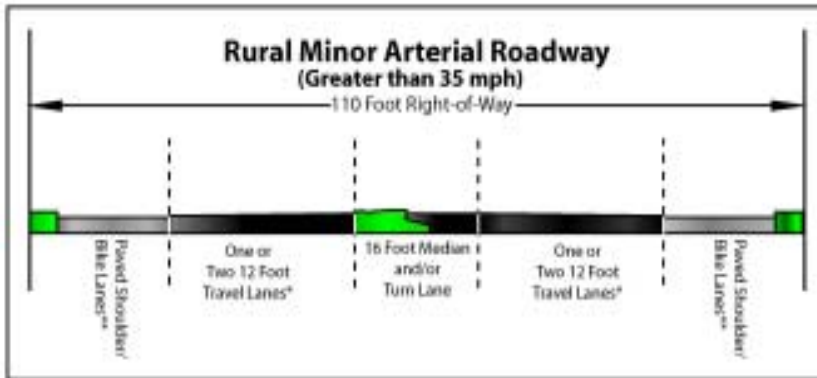 Rural Minor Arterial Roadway
(Greater than 35 mph)
110 Foot Right-of-Way
Paved Shoulder/
Bike Lanes**
One or
Two 12 Foot
Travel Lanes*
16 Foot Median
and/or
Turn Lane
One or
Two 12 Foot
Travel Lanes*
Paved Shoulder/
Bike Lanes**